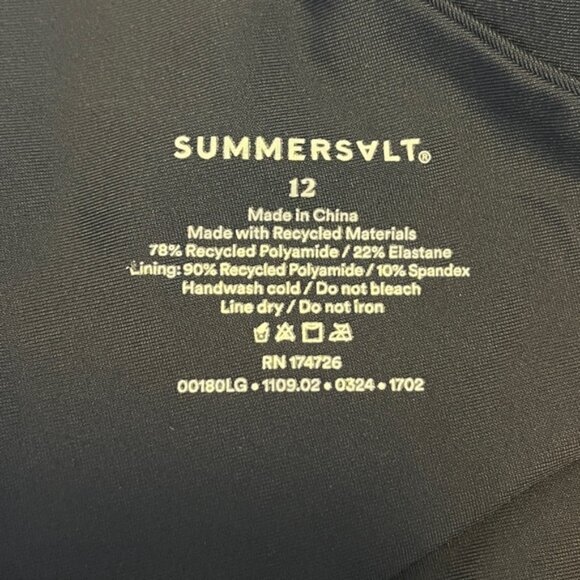 SUMMERSALT®
12
Made in China
Made with Recycled Materials
78% Recycled Polyamide / 22% Elastane
Lining: 90% Recycled Polyamide / 10% Spandex
Handwash cold / Do not bleach
Line dry / Do not iron
RN 174726
00180LG • 1109.02 • 0324 • 1702